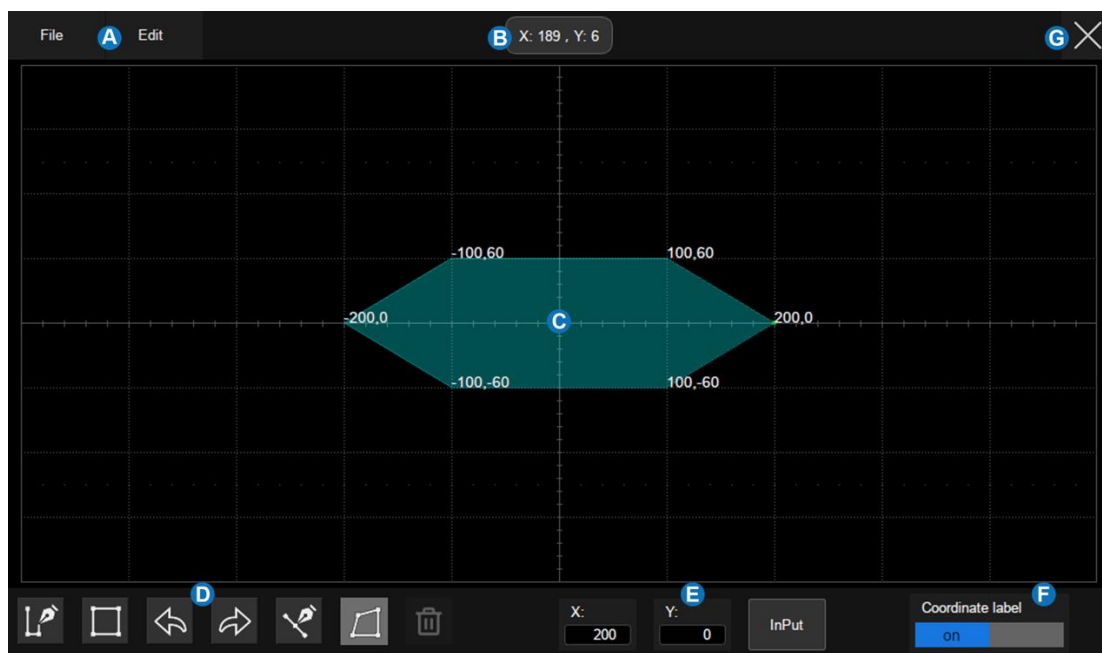 File A Edit B X: 189 , Y: 6 G
-100,60 100,60
-200,0 C 200,0
-100,-60 100,-60
D E F
X: Y: Coordinate label
200 0 InPut on